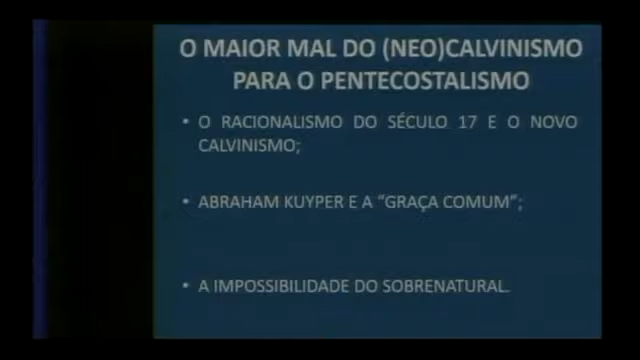 O MAIOR MAL DO (NEO)CALVINISMO
PARA O PENTECOSTALISMO
• O RACIONALISMO DO SÉCULO 17 E O NOVO
CALVINISMO;
• ABRAHAM KUYPER E A “GRAÇA COMUM”;
• A IMPOSSIBILIDADE DO SOBRENATURAL.